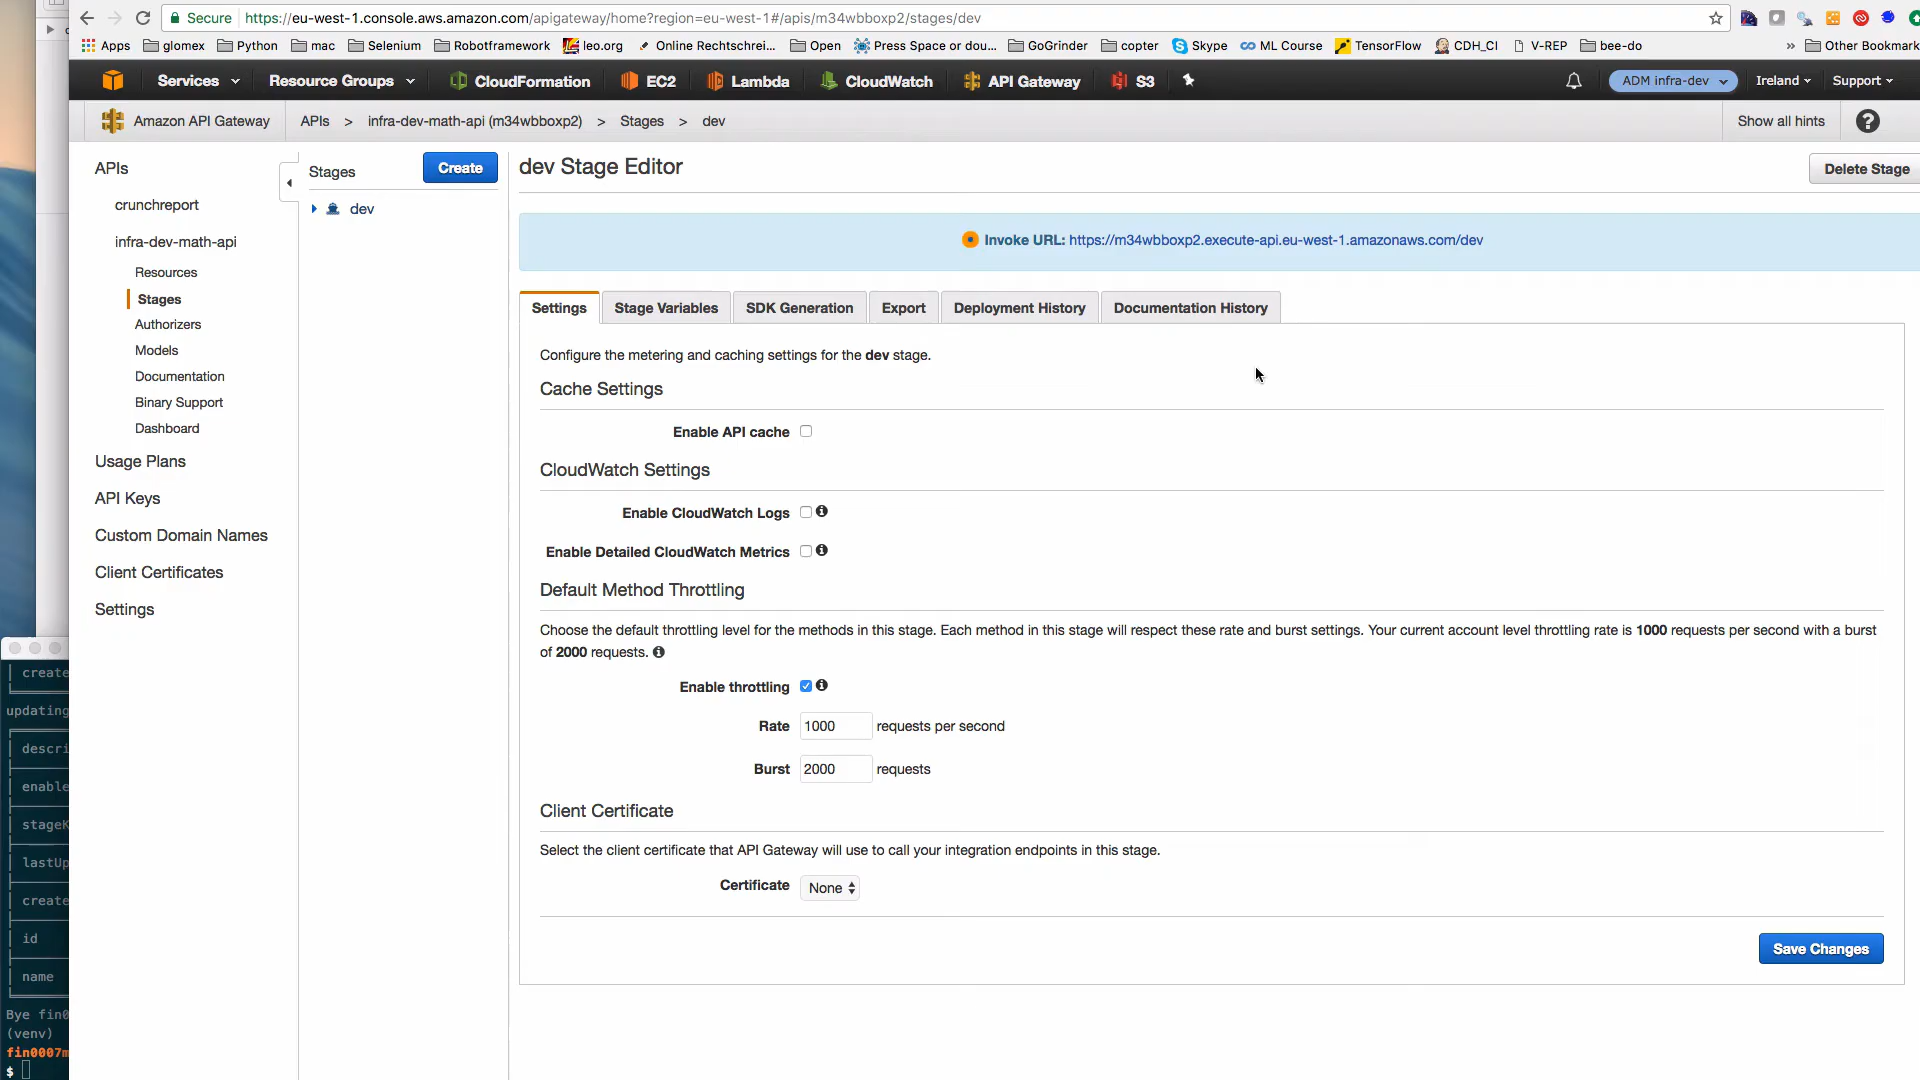 Secure https://eu-west-1.console.aws.amazon.com/apigateway/home?region=eu-west-1#/apis/m34wbboxp2/stages/dev
Apps glomex Python mac Selenium Robotframework leo.org Online Rechtschrei... Open Press Space or dou... GoGrinder copter Skype ML Course TensorFlow CDH_CI V-REP bee-do » Other Bookmark
Services Resource Groups CloudFormation EC2 Lambda CloudWatch API Gateway S3 ADM infra-dev Ireland Support
Amazon API Gateway APIs > infra-dev-math-api (m34wbboxp2) > Stages > dev Show all hints ?
APIs
crunchreport
infra-dev-math-api
Resources
Stages
Authorizers
Models
Documentation
Binary Support
Dashboard
Usage Plans
API Keys
Custom Domain Names
Client Certificates
Settings
Stages Create
dev
dev Stage Editor Delete Stage
Invoke URL: https://m34wbboxp2.execute-api.eu-west-1.amazonaws.com/dev
Settings Stage Variables SDK Generation Export Deployment History Documentation History
Configure the metering and caching settings for the dev stage.
Cache Settings
Enable API cache
CloudWatch Settings
Enable CloudWatch Logs
Enable Detailed CloudWatch Metrics
Default Method Throttling
Choose the default throttling level for the methods in this stage. Each method in this stage will respect these rate and burst settings. Your current account level throttling rate is 1000 requests per second with a burst
of 2000 requests.
Enable throttling
Rate 1000 requests per second
Burst 2000 requests
Client Certificate
Select the client certificate that API Gateway will use to call your integration endpoints in this stage.
Certificate None
Save Changes
create
updating
descri
enable
stageK
lastUp
create
id
name
Bye fin0
(venv)
fin0007m
$